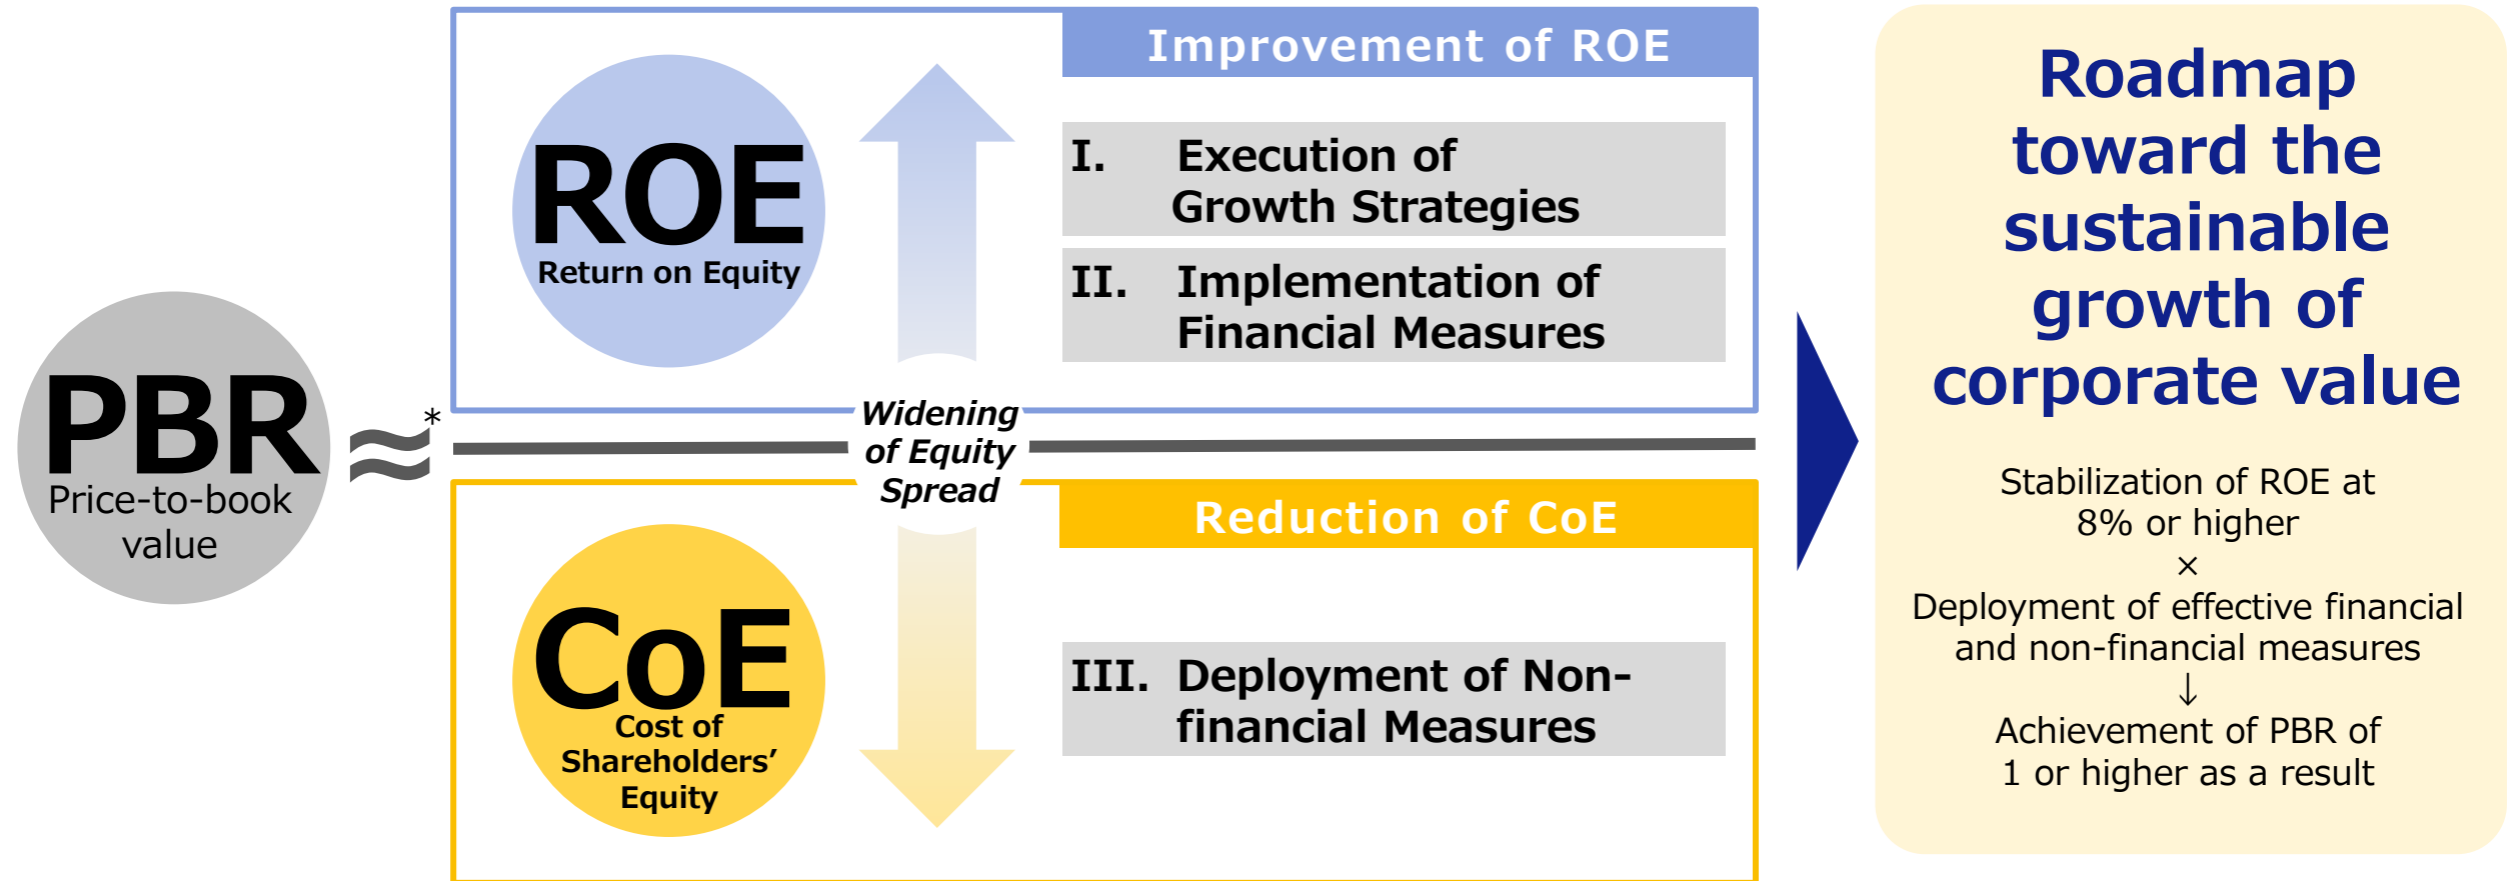 PBR
Price-to-book
value
≈*
ROE
Return on Equity
Improvement of ROE
I. Execution of
Growth Strategies
II. Implementation of
Financial Measures
Widening
of Equity
Spread
CoE
Cost of
Shareholders’
Equity
Reduction of CoE
III. Deployment of Non-
financial Measures
Roadmap
toward the
sustainable
growth of
corporate value
Stabilization of ROE at
8% or higher
×
Deployment of effective financial
and non-financial measures
↓
Achievement of PBR of
1 or higher as a result